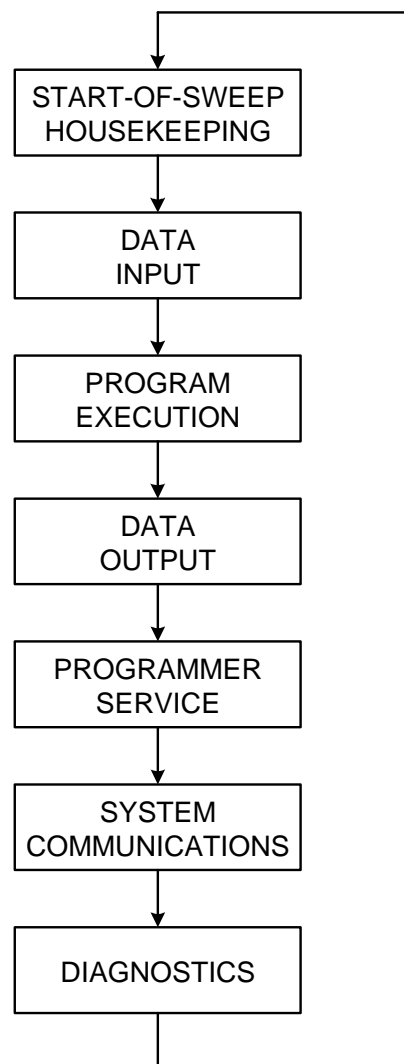 START-OF-SWEEP
HOUSEKEEPING
DATA
INPUT
PROGRAM
EXECUTION
DATA
OUTPUT
PROGRAMMER
SERVICE
SYSTEM
COMMUNICATIONS
DIAGNOSTICS